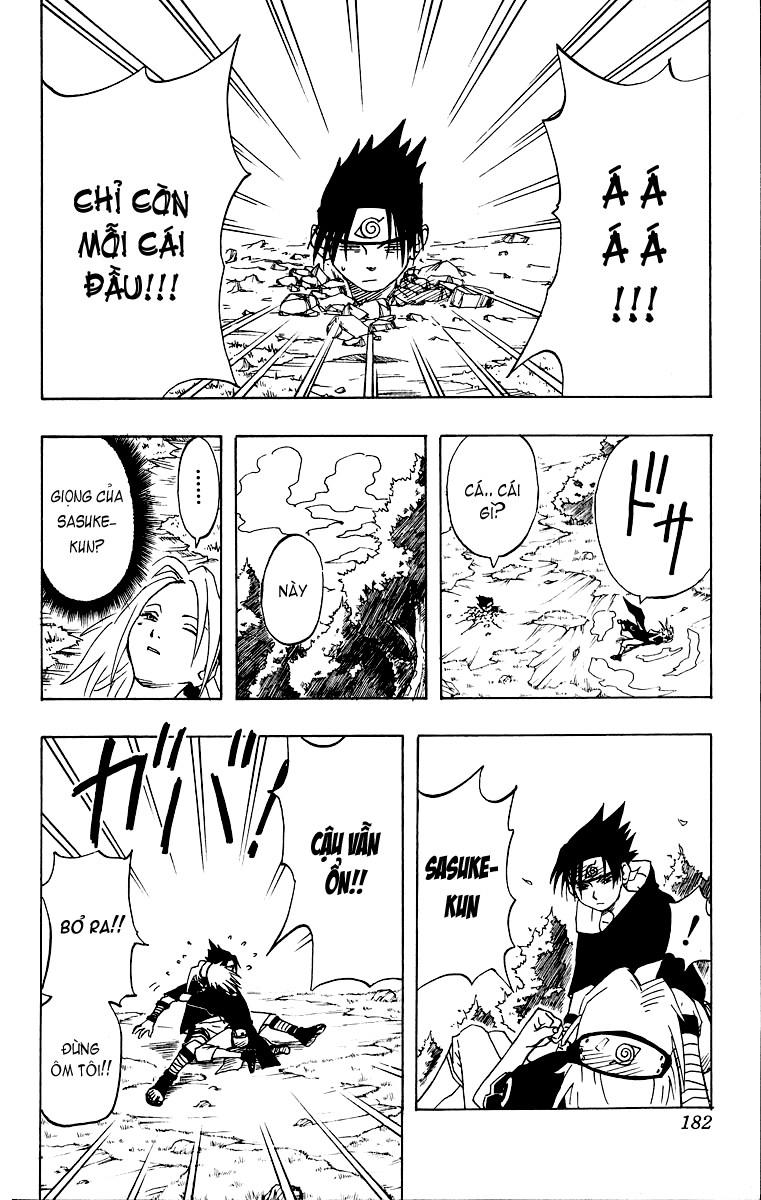 Á Á
Á Á
!!!
CHỈ CÒN
MỖI CÁI
ĐẦU!!!
ドサ
CÁ.. CÁI
GÌ?
NÀY
........
GIỌNG CỦA
SASUKE-
KUN?
!
SASUKE-
KUN
CẬU VẪN
ỔN!!
ガバ!
BỎ RA!!
ĐỪNG
ÔM TÔI!!
182